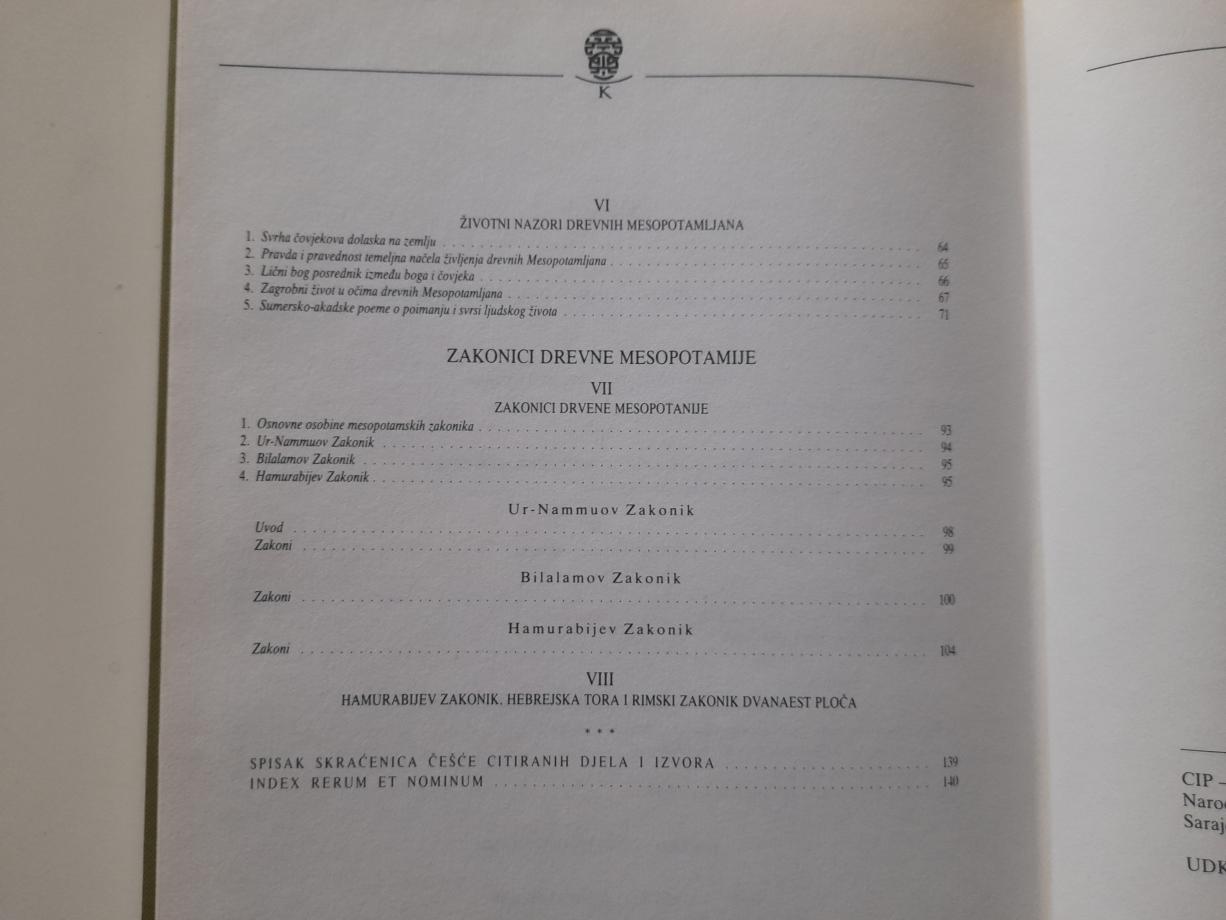 K
VI
ŽIVOTNI NAZORI DREVNIH MESOPOTAMLJANA
1. Svrha čovjekova dolaska na zemlju . . . . . . . . . . 64
2. Pravda i pravednost temeljna načela življenja drevnih Mesopotamljana . . . . . . . . . . 65
3. Lični bog posrednik između boga i čovjeka . . . . . . . . . . 66
4. Zagrobni život u očima drevnih Mesopotamljana . . . . . . . . . . 67
5. Sumersko-akadske poeme o poimanju i svrsi ljudskog života . . . . . . . . . . 71
ZAKONICI DREVNE MESOPOTAMIJE
VII
ZAKONICI DRVENE MESOPOTANIJE
1. Osnovne osobine mesopotamskih zakonika . . . . . . . . . . 93
2. Ur-Nammuov Zakonik . . . . . . . . . . 94
3. Bilalamov Zakonik . . . . . . . . . . 95
4. Hamurabijev Zakonik . . . . . . . . . . 95
Ur-Nammuov Zakonik
Uvod . . . . . . . . . . 98
Zakoni . . . . . . . . . . 99
Bilalamov Zakonik
Zakoni . . . . . . . . . . 100
Hamurabijev Zakonik
Zakoni . . . . . . . . . . 104
VIII
HAMURABIJEV ZAKONIK, HEBREJSKA TORA I RIMSKI ZAKONIK DVANAEST PLOČA
* * *
SPISAK SKRAĆENICA ČEŠĆE CITIRANIH DJELA I IZVORA . . . . . . . . . . 139
INDEX RERUM ET NOMINUM . . . . . . . . . . 140
CIP –
Naro
Saraj
UDK